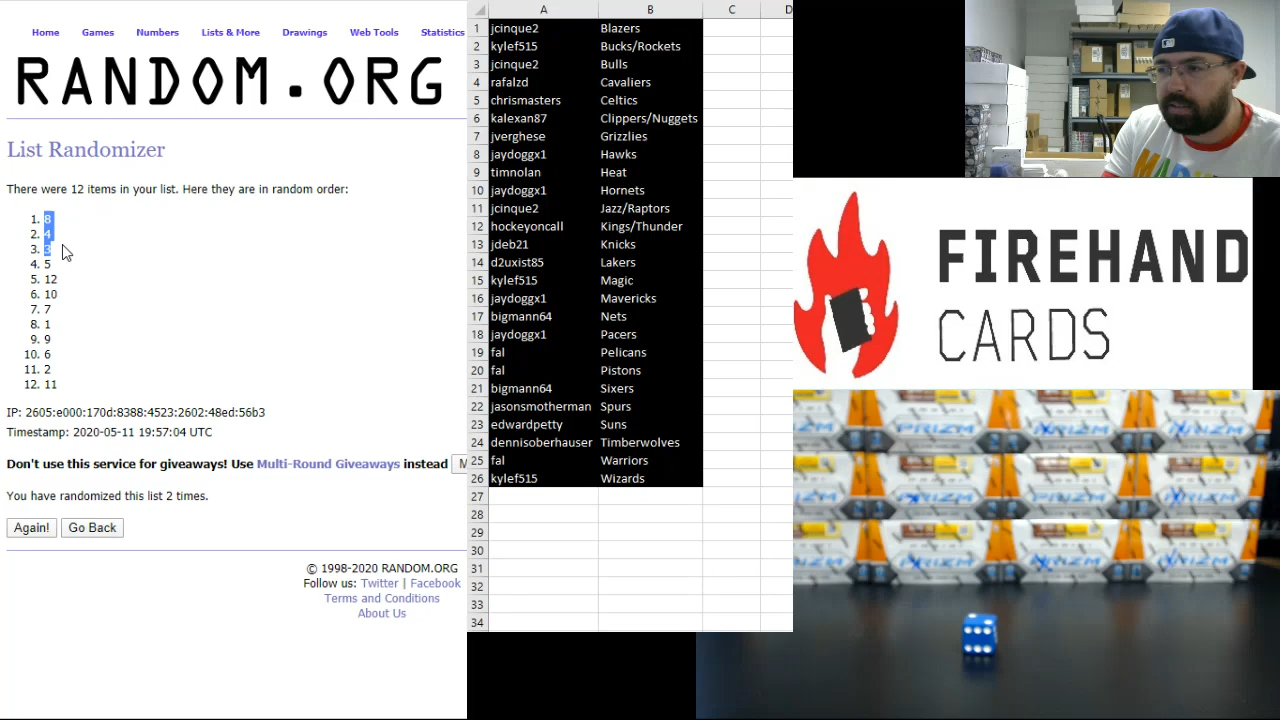 Home Games Numbers Lists & More Drawings Web Tools Statistics
RANDOM.ORG
List Randomizer
There were 12 items in your list. Here they are in random order:
1. 8
2. 4
3. 3
4. 5
5. 12
6. 10
7. 7
8. 1
9. 9
10. 6
11. 2
12. 11
IP: 2605:e000:170d:8388:4523:2602:48ed:56b3
Timestamp: 2020-05-11 19:57:04 UTC
Don't use this service for giveaways! Use Multi-Round Giveaways instead
You have randomized this list 2 times.
Again! Go Back
© 1998-2020 RANDOM.ORG
Follow us: Twitter | Facebook
Terms and Conditions
About Us
A B C D
1 jcinque2 Blazers
2 kylef515 Bucks/Rockets
3 jcinque2 Bulls
4 rafalzd Cavaliers
5 chrismasters Celtics
6 kalexan87 Clippers/Nuggets
7 jverghese Grizzlies
8 jaydoggx1 Hawks
9 timnolan Heat
10 jaydoggx1 Hornets
11 jcinque2 Jazz/Raptors
12 hockeyoncall Kings/Thunder
13 jdeb21 Knicks
14 d2uxist85 Lakers
15 kylef515 Magic
16 jaydoggx1 Mavericks
17 bigmann64 Nets
18 jaydoggx1 Pacers
19 fal Pelicans
20 fal Pistons
21 bigmann64 Sixers
22 jasonsmotherman Spurs
23 edwardpetty Suns
24 dennisoberhauser Timberwolves
25 fal Warriors
26 kylef515 Wizards
27
28
29
30
31
32
33
34
FIREHAND
CARDS
PRIZM PRIZM
PRIZM PRIZM
PRIZM PRIZM